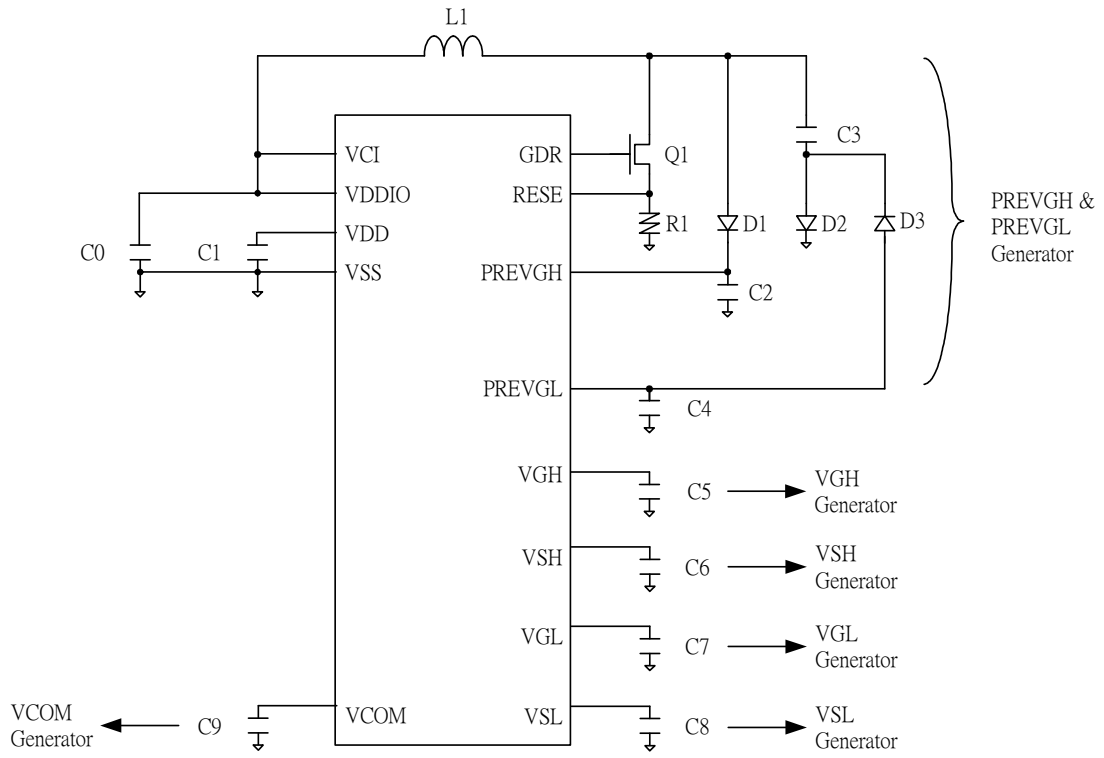 L1
VCI
GDR
Q1
C3
VDDIO
RESE
PREVGH &
PREVGL
Generator
VDD
R1
D1
D2
D3
C0
C1
VSS
PREVGH
C2
PREVGL
C4
VGH
C5
VGH
Generator
VSH
C6
VSH
Generator
VGL
C7
VGL
Generator
VCOM
Generator
C9
VCOM
VSL
C8
VSL
Generator